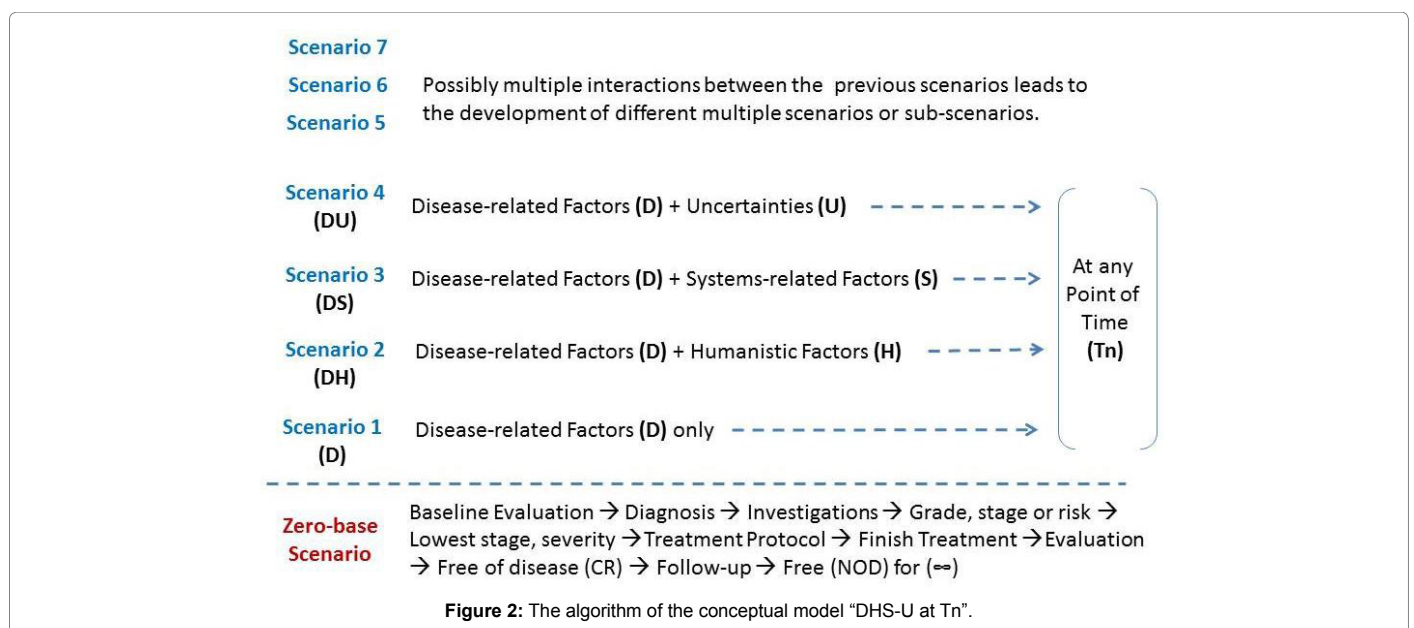 Scenario 7
Scenario 6
Scenario 5
Possibly multiple interactions between the previous scenarios leads to
the development of different multiple scenarios or sub-scenarios.
Scenario 4
(DU)
Disease-related Factors (D) + Uncertainties (U)
Scenario 3
(DS)
Disease-related Factors (D) + Systems-related Factors (S)
Scenario 2
(DH)
Disease-related Factors (D) + Humanistic Factors (H)
Scenario 1
(D)
Disease-related Factors (D) only
At any
Point of
Time
(Tn)
Zero-base
Scenario
Baseline Evaluation → Diagnosis → Investigations → Grade, stage or risk →
Lowest stage, severity →Treatment Protocol → Finish Treatment →Evaluation
→ Free of disease (CR) → Follow-up → Free (NOD) for (∞)
Figure 2: The algorithm of the conceptual model “DHS-U at Tn”.